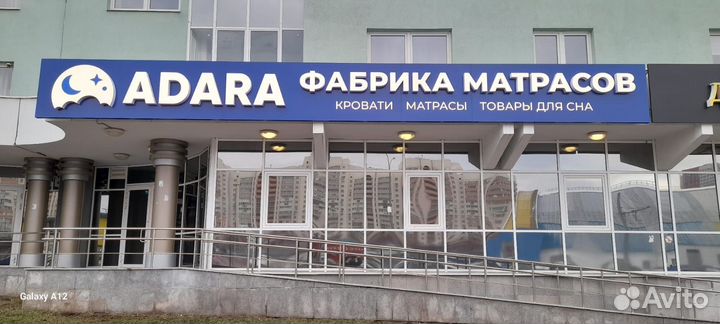 ADARA ФАБРИКА МАТРАСОВ
КРОВАТИ МАТРАСЫ ТОВАРЫ ДЛЯ СНА
Д
Galaxy A12
Avito